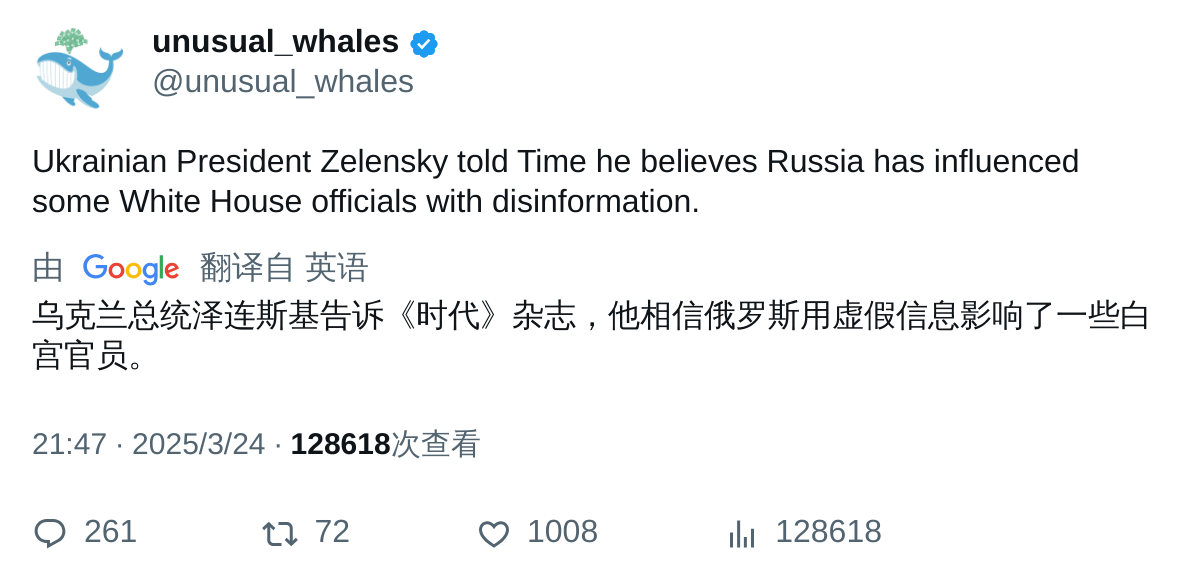 unusual_whales
@unusual_whales
Ukrainian President Zelensky told Time he believes Russia has influenced
some White House officials with disinformation.
由 Google 翻译自 英语
乌克兰总统泽连斯基告诉《时代》杂志，他相信俄罗斯用虚假信息影响了一些白
宫官员。
21:47 · 2025/3/24 · 128618次查看
261 72 1008 128618